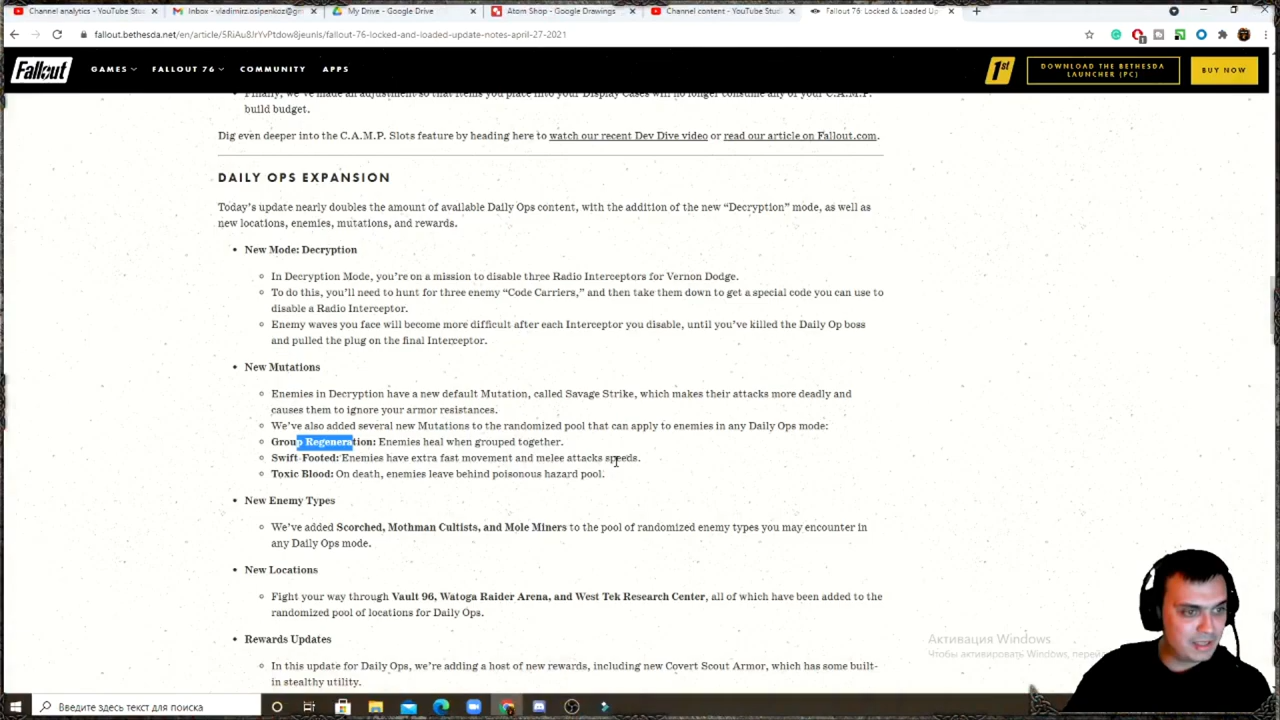 Channel analytics - YouTube Stu
Inbox - vladimirz.osipenkoz@gm
My Drive - Google Drive
Atom Shop - Google Drawings
Channel content - YouTube Stud
Fallout 76: Locked & Loaded Up
fallout.bethesda.net/en/article/5RiAu8JrYvPtdow8jeunIs/fallout-76-locked-and-loaded-update-notes-april-27-2021
Fallout
GAMES
FALLOUT 76
COMMUNITY
APPS
1st
DOWNLOAD THE BETHESDA
LAUNCHER (PC)
BUY NOW
Finally, we've made an adjustment so that items you place into your Display Cases will no longer consume any of your C.A.M.P.
build budget.
Dig even deeper into the C.A.M.P. Slots feature by heading here to watch our recent Dev Dive video or read our article on Fallout.com.
DAILY OPS EXPANSION
Today's update nearly doubles the amount of available Daily Ops content, with the addition of the new “Decryption” mode, as well as
new locations, enemies, mutations, and rewards.
New Mode: Decryption
In Decryption Mode, you're on a mission to disable three Radio Interceptors for Vernon Dodge.
To do this, you'll need to hunt for three enemy “Code Carriers,” and then take them down to get a special code you can use to
disable a Radio Interceptor.
Enemy waves you face will become more difficult after each Interceptor you disable, until you've killed the Daily Op boss
and pulled the plug on the final Interceptor.
New Mutations
Enemies in Decryption have a new default Mutation, called Savage Strike, which makes their attacks more deadly and
causes them to ignore your armor resistances.
We've also added several new Mutations to the randomized pool that can apply to enemies in any Daily Ops mode:
Group Regeneration: Enemies heal when grouped together.
Swift-Footed: Enemies have extra fast movement and melee attacks speeds.
Toxic Blood: On death, enemies leave behind poisonous hazard pool.
New Enemy Types
We've added Scorched, Mothman Cultists, and Mole Miners to the pool of randomized enemy types you may encounter in
any Daily Ops mode.
New Locations
Fight your way through Vault 96, Watoga Raider Arena, and West Tek Research Center, all of which have been added to the
randomized pool of locations for Daily Ops.
Rewards Updates
In this update for Daily Ops, we're adding a host of new rewards, including new Covert Scout Armor, which has some built-
in stealthy utility.
Активация Windows
Чтобы активировать Windows, перей
Введите здесь текст для поиска